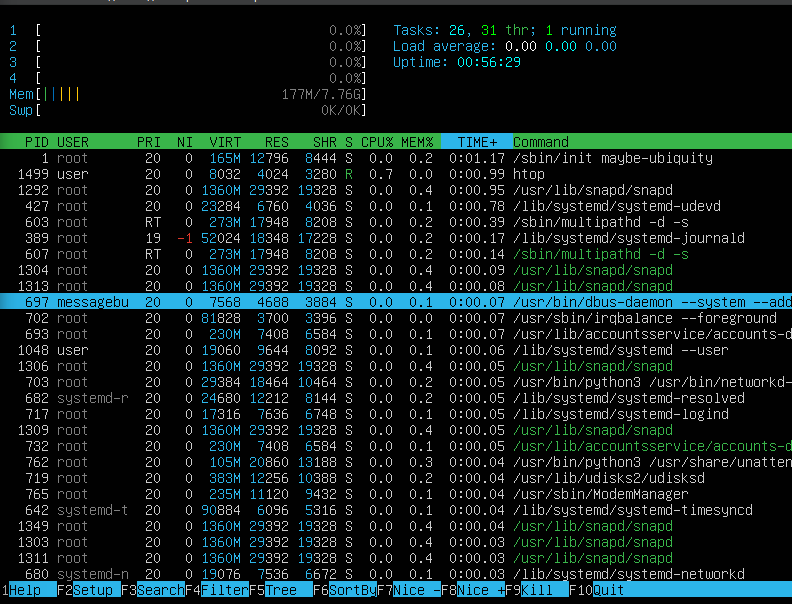 1 [ 0.0%] Tasks: 26, 31 thr; 1 running
2 [ 0.0%] Load average: 0.00 0.00 0.00
3 [ 0.0%] Uptime: 00:56:29
4 [ 0.0%]
Mem[||||| 177M/7.76G]
Swp[ 0K/0K]
PID USER PRI NI VIRT RES SHR S CPU% MEM% TIME+ Command
1 root 20 0 165M 12796 8444 S 0.0 0.2 0:01.17 /sbin/init maybe-ubiquity
1499 user 20 0 8032 4024 3280 R 0.7 0.0 0:00.99 htop
1292 root 20 0 1360M 29392 19328 S 0.0 0.4 0:00.95 /usr/lib/snapd/snapd
427 root 20 0 23284 6760 4036 S 0.0 0.1 0:00.78 /lib/systemd/systemd-udevd
603 root RT 0 273M 17948 8208 S 0.0 0.2 0:00.39 /sbin/multipathd -d -s
389 root 19 -1 52024 18348 17228 S 0.0 0.2 0:00.17 /lib/systemd/systemd-journald
607 root RT 0 273M 17948 8208 S 0.0 0.2 0:00.14 /sbin/multipathd -d -s
1304 root 20 0 1360M 29392 19328 S 0.0 0.4 0:00.09 /usr/lib/snapd/snapd
1313 root 20 0 1360M 29392 19328 S 0.0 0.4 0:00.08 /usr/lib/snapd/snapd
697 messagebu 20 0 7568 4688 3884 S 0.0 0.1 0:00.07 /usr/bin/dbus-daemon --system --add
702 root 20 0 81828 3700 3396 S 0.0 0.0 0:00.07 /usr/sbin/irqbalance --foreground
693 root 20 0 230M 7408 6584 S 0.0 0.1 0:00.07 /usr/lib/accountsservice/accounts-d
1048 user 20 0 19060 9644 8092 S 0.0 0.1 0:00.06 /lib/systemd/systemd --user
1306 root 20 0 1360M 29392 19328 S 0.0 0.4 0:00.05 /usr/lib/snapd/snapd
703 root 20 0 29384 18464 10464 S 0.0 0.2 0:00.05 /usr/bin/python3 /usr/bin/networkd-
682 systemd-r 20 0 24680 12212 8144 S 0.0 0.2 0:00.05 /lib/systemd/systemd-resolved
717 root 20 0 17316 7636 6748 S 0.0 0.1 0:00.05 /lib/systemd/systemd-logind
1309 root 20 0 1360M 29392 19328 S 0.0 0.4 0:00.05 /usr/lib/snapd/snapd
732 root 20 0 230M 7408 6584 S 0.0 0.1 0:00.05 /usr/lib/accountsservice/accounts-d
762 root 20 0 105M 20860 13188 S 0.0 0.3 0:00.04 /usr/bin/python3 /usr/share/unatten
719 root 20 0 383M 12256 10388 S 0.0 0.2 0:00.04 /usr/lib/udisks2/udisksd
765 root 20 0 235M 11120 9432 S 0.0 0.1 0:00.04 /usr/sbin/ModemManager
642 systemd-t 20 0 90884 6096 5316 S 0.0 0.1 0:00.04 /lib/systemd/systemd-timesyncd
1349 root 20 0 1360M 29392 19328 S 0.0 0.4 0:00.03 /usr/lib/snapd/snapd
1303 root 20 0 1360M 29392 19328 S 0.0 0.4 0:00.03 /usr/lib/snapd/snapd
1311 root 20 0 1360M 29392 19328 S 0.0 0.4 0:00.03 /usr/lib/snapd/snapd
680 systemd-n 20 0 19076 7536 6672 S 0.0 0.1 0:00.03 /lib/systemd/systemd-networkd
1Help F2Setup F3SearchF4FilterF5Tree F6SortByF7Nice -F8Nice +F9Kill F10Quit